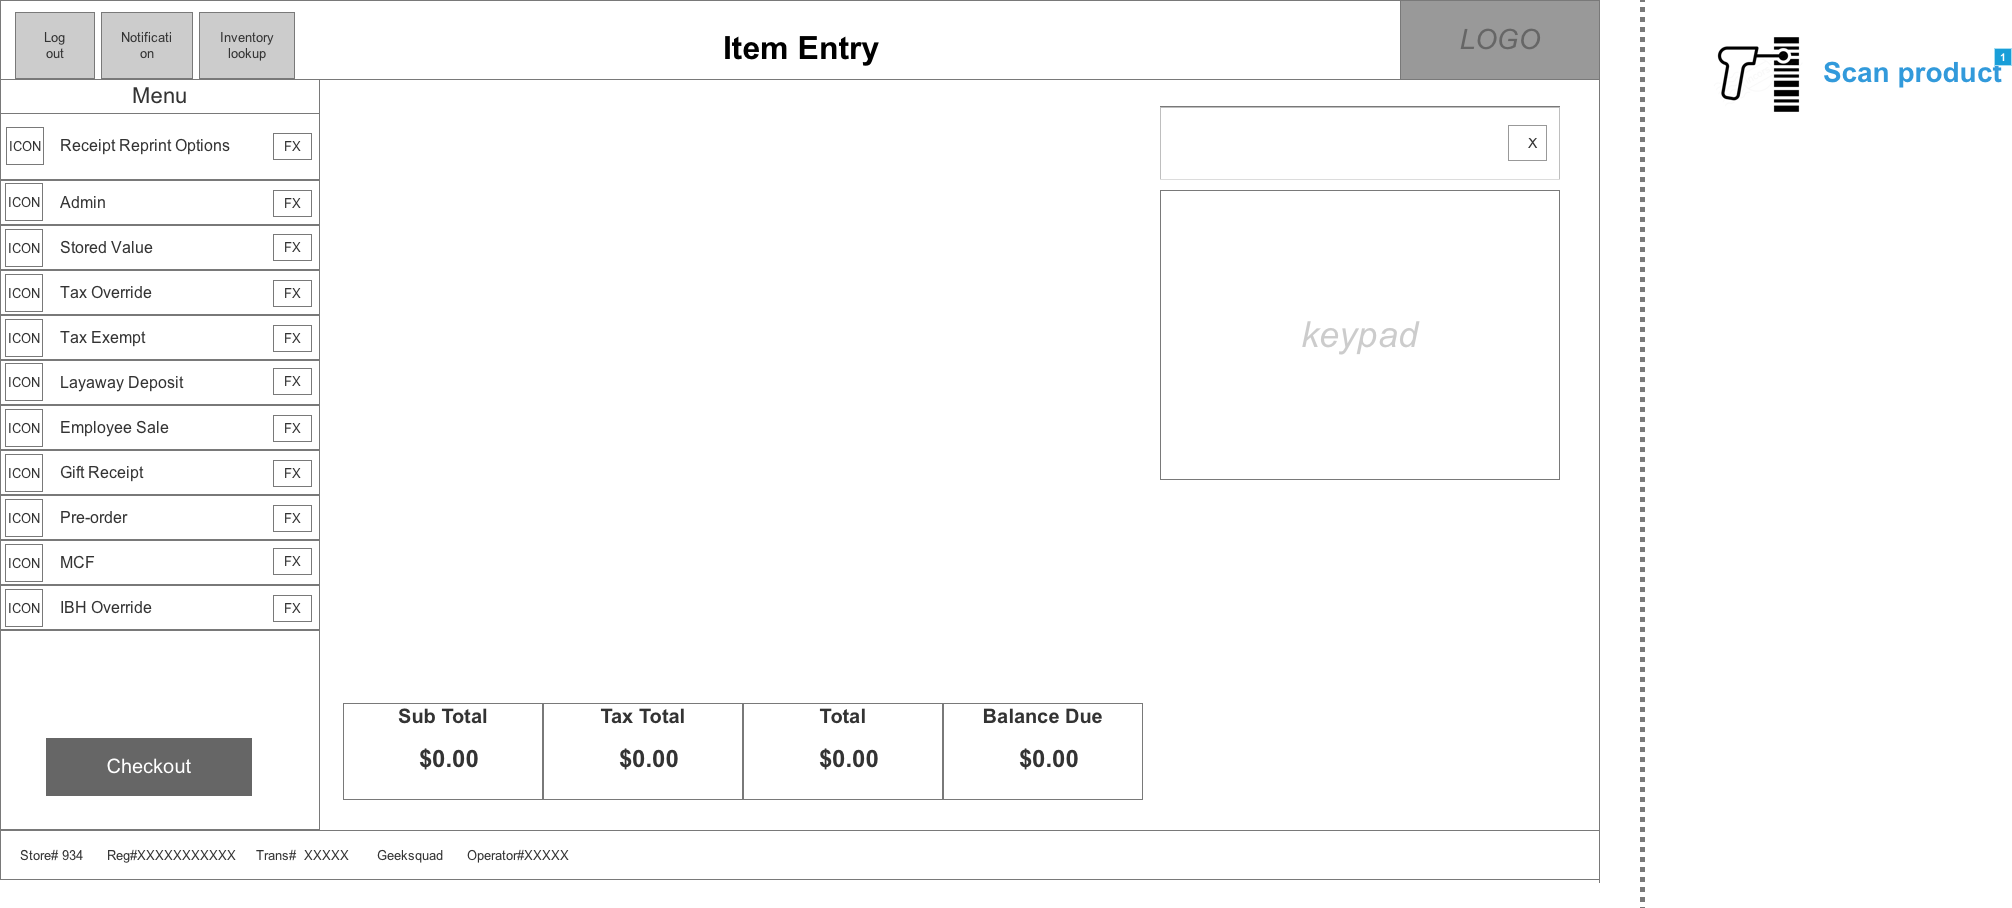 Log
out
Notificati
on
Inventory
lookup
Item Entry
LOGO
1
Scan product
Menu
ICON Receipt Reprint Options FX
ICON Admin FX
ICON Stored Value FX
ICON Tax Override FX
ICON Tax Exempt FX
ICON Layaway Deposit FX
ICON Employee Sale FX
ICON Gift Receipt FX
ICON Pre-order FX
ICON MCF FX
ICON IBH Override FX
Checkout
X
keypad
Sub Total Tax Total Total Balance Due
$0.00 $0.00 $0.00 $0.00
Store# 934 Reg#XXXXXXXXXXX Trans# XXXXX Geeksquad Operator#XXXXX